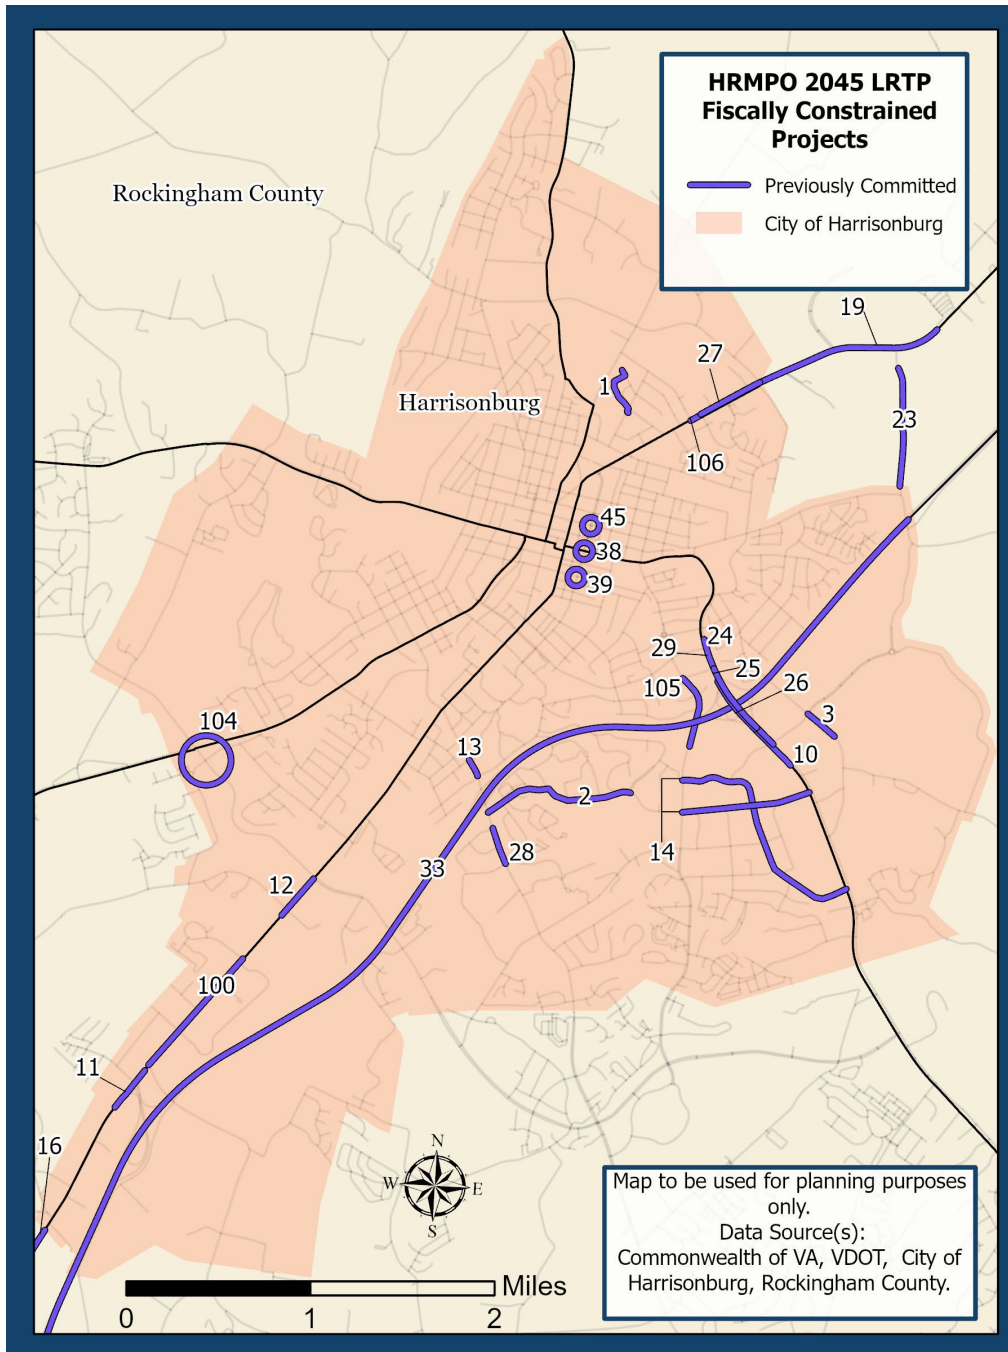 HRMPO 2045 LRTP
Fiscally Constrained
Projects
Previously Committed
City of Harrisonburg
Rockingham County
19
27
1
Harrisonburg
23
106
45
38
39
24
29
25
105
26
3
104
13
10
2
14
28
33
12
100
11
16
N
W
E
S
Map to be used for planning purposes
only.
Data Source(s):
Commonwealth of VA, VDOT, City of
Harrisonburg, Rockingham County.
Miles
0 1 2